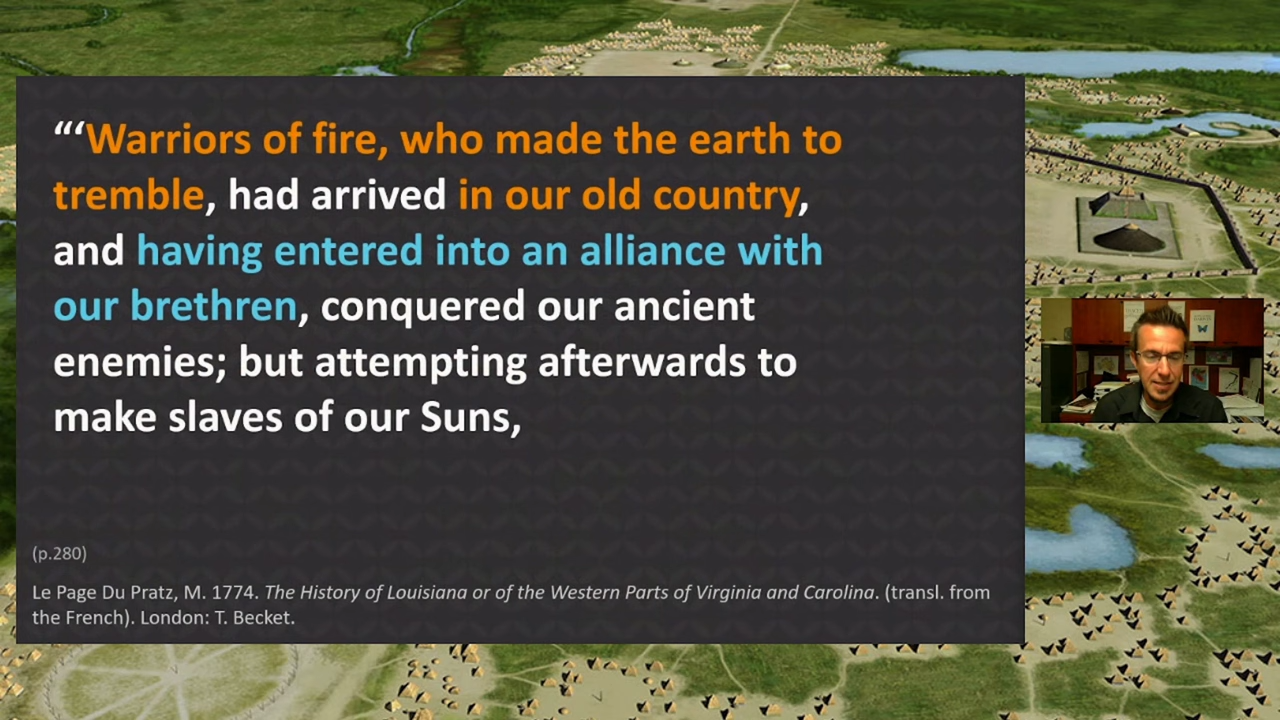 “‘Warriors of fire, who made the earth to
tremble, had arrived in our old country,
and having entered into an alliance with
our brethren, conquered our ancient
enemies; but attempting afterwards to
make slaves of our Suns,
(p.280)
Le Page Du Pratz, M. 1774. The History of Louisiana or of the Western Parts of Virginia and Carolina. (transl. from
the French). London: T. Becket.